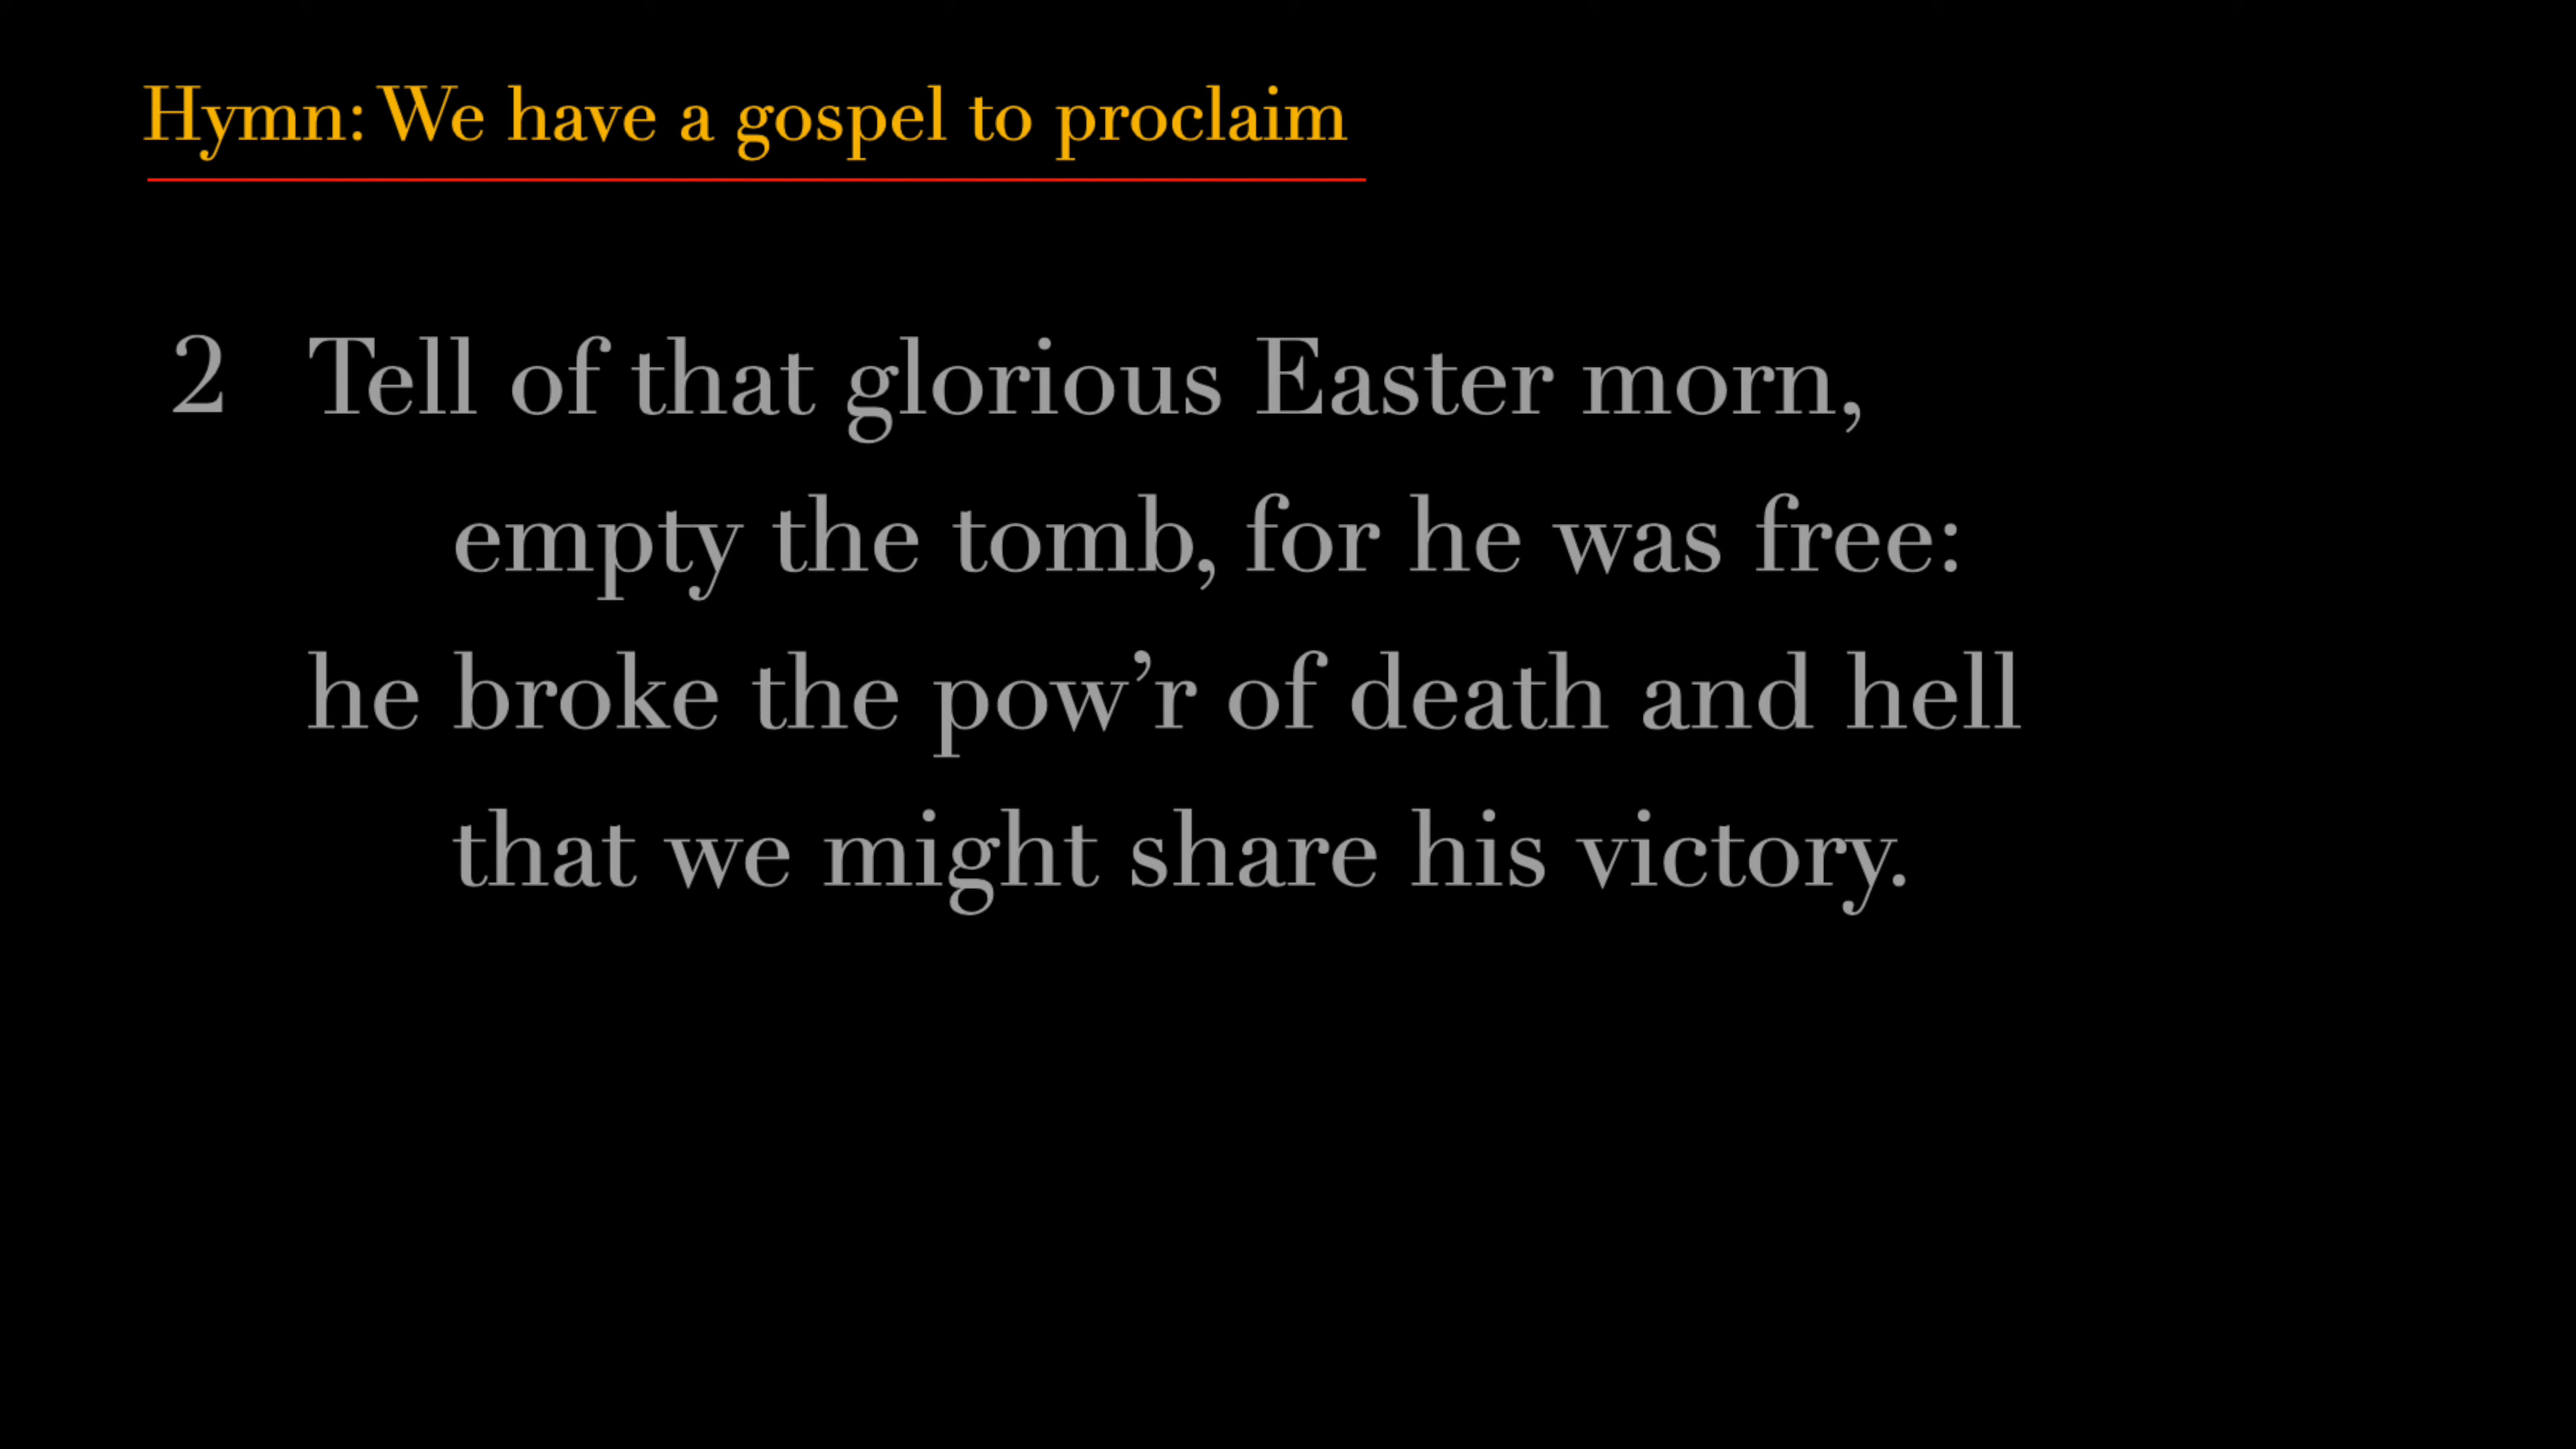 Hymn: We have a gospel to proclaim
2 Tell of that glorious Easter morn,
empty the tomb, for he was free:
he broke the pow’r of death and hell
that we might share his victory.